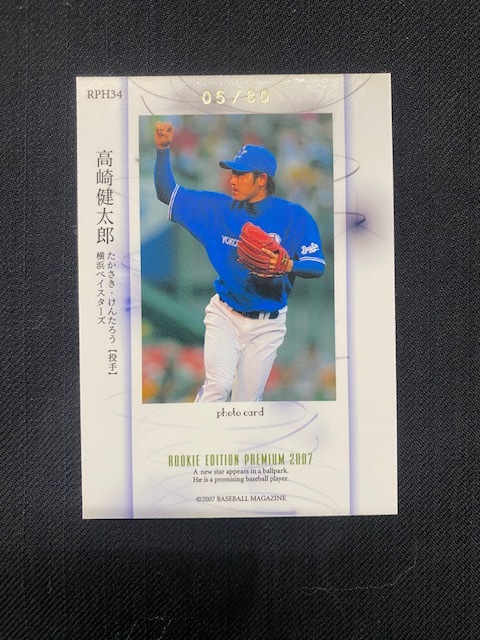 RPH34
05/80
高崎健太郎
たかさき・けんたろう【投手】
横浜ベイスターズ
YOKO
photo card
ROOKIE EDITION PREMIUM 2007
A new star appears in a ballpark.
He is a promising baseball player.
©2007 BASEBALL MAGAZINE